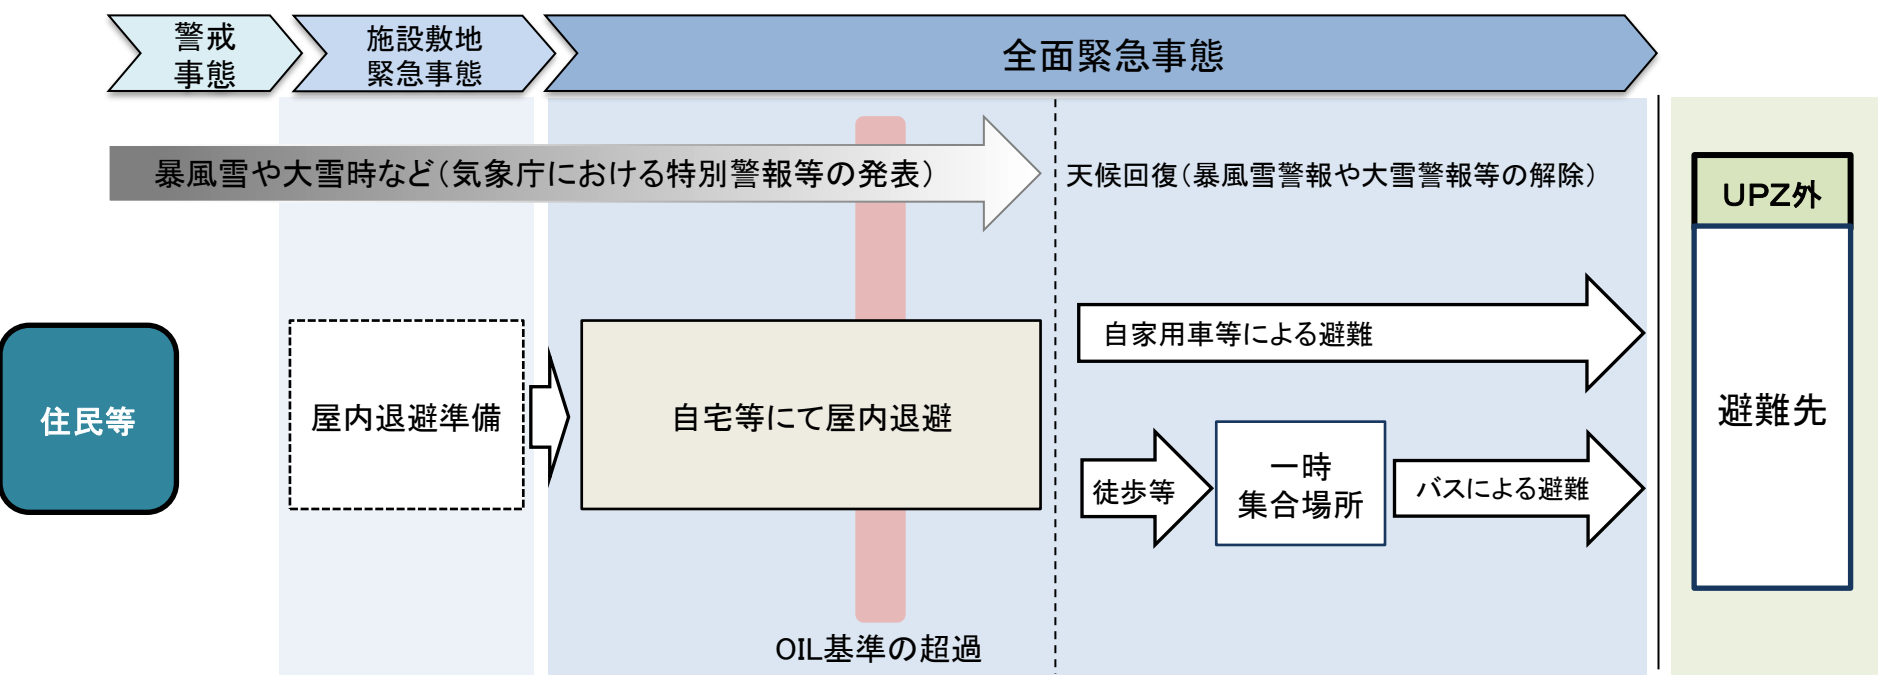 警戒
事態
施設敷地
緊急事態
全面緊急事態
暴風雪や大雪時など（気象庁における特別警報等の発表）
天候回復（暴風雪警報や大雪警報等の解除）
UPZ外
住民等
屋内退避準備
自宅等にて屋内退避
自家用車等による避難
徒歩等
一時
集合場所
バスによる避難
避難先
OIL基準の超過